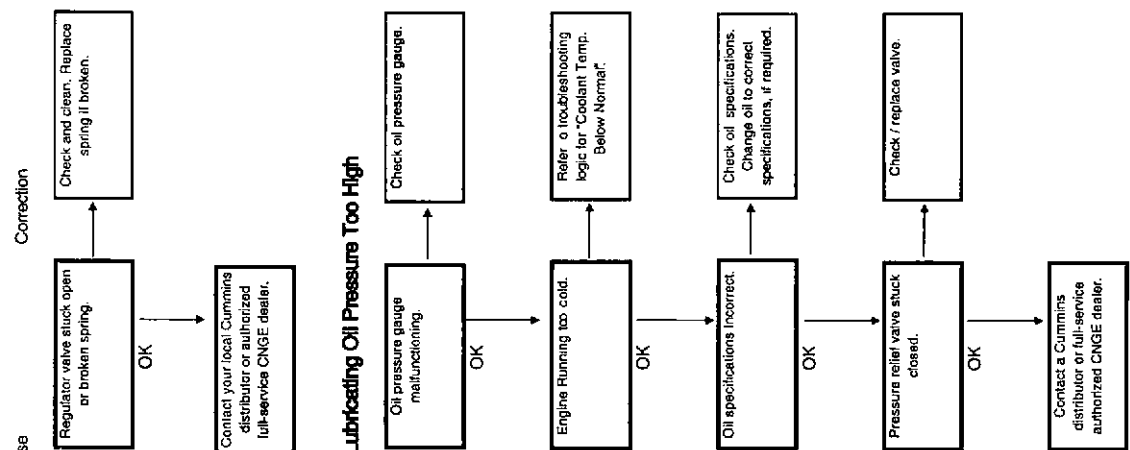 se
Correction
Regulator valve stuck open
or broken spring.
Check and clean. Replace
spring if broken.
OK
Contact your local Cummins
distributor or authorized
full-service CNGE dealer.
Lubricating Oil Pressure Too High
Oil pressure gauge
malfunctioning.
Check oil pressure gauge.
OK
Engine Running too cold.
Refer o troubleshooting
logic for "Coolant Temp.
Below Normal".
OK
Oil specifications Incorrect.
Check oil specifications.
Change oil to correct
specifications, if required.
OK
Pressure relief valve stuck
closed.
Check / replace valve.
OK
Contact a Cummins
distributor or full-service
authorized CNGE dealer.